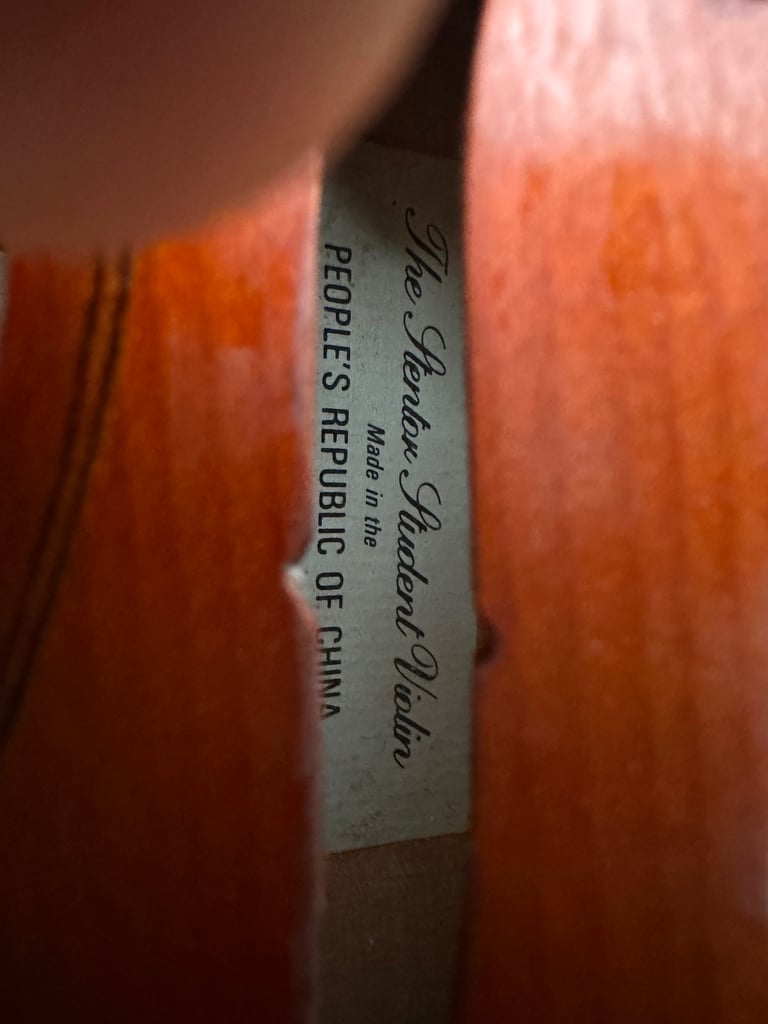 The Stentor Student Violin
Made in the
PEOPLE'S REPUBLIC OF CHINA